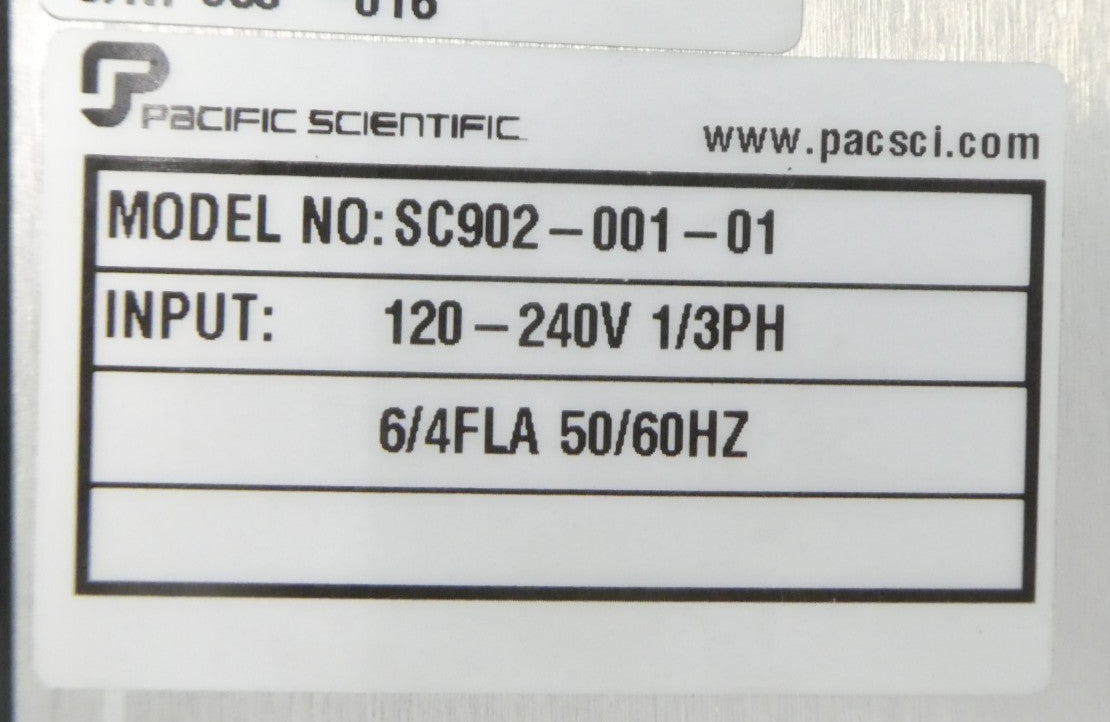 016
PACIFIC SCIENTIFIC
www.pacsci.com
MODEL NO: SC902-001-01
INPUT: 120-240V 1/3PH
6/4FLA 50/60HZ